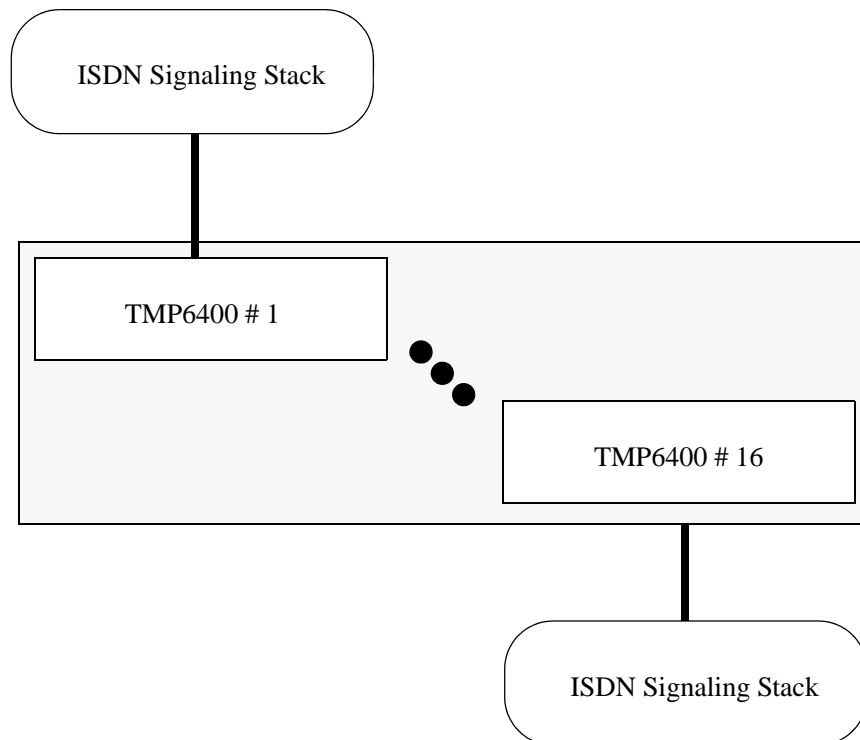 ISDN Signaling Stack
TMP6400 # 1
TMP6400 # 16
ISDN Signaling Stack